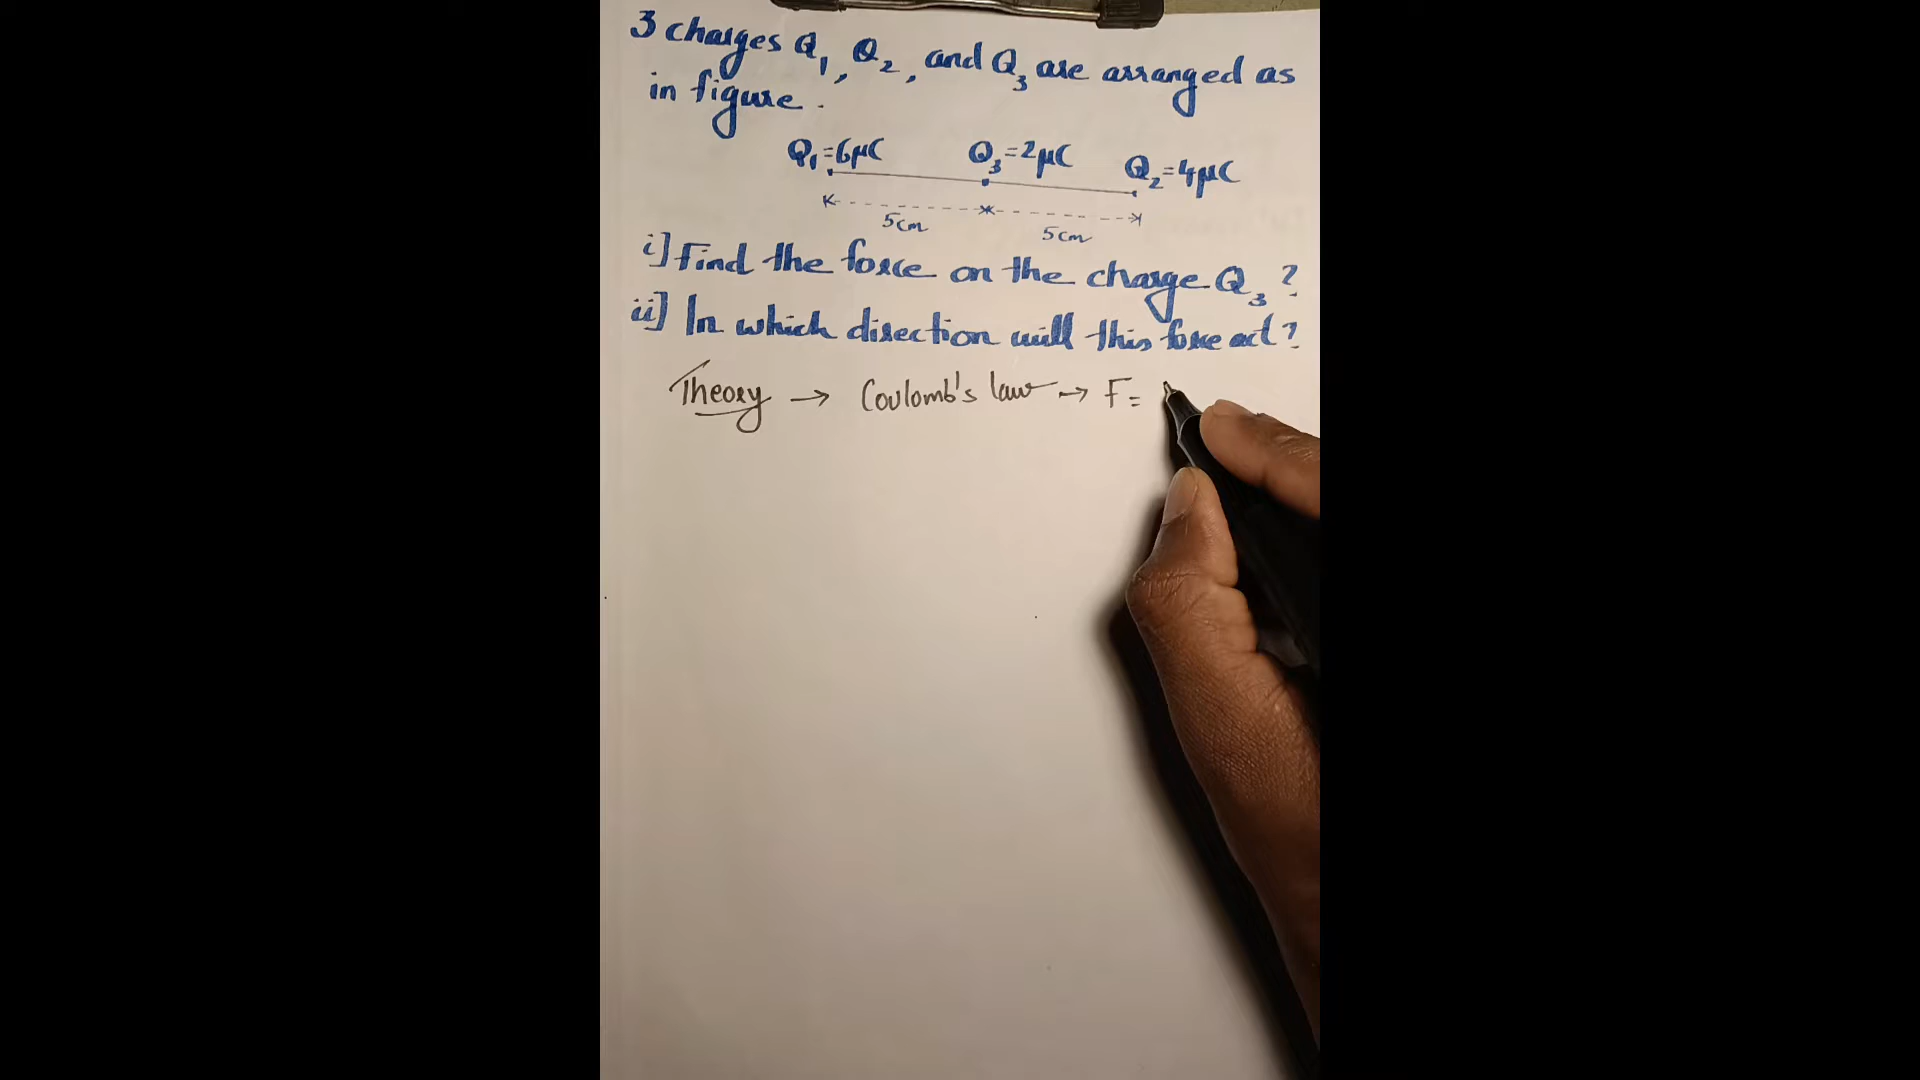 3 charges Q₁, Q₂, and Q₃ are arranged as
in figure.
Q₁=6μC Q₃=2μC Q₂=4μC
5cm 5cm
i] Find the force on the charge Q₃?
ii] In which direction will this force act?
Theory → Coulomb's law → F=